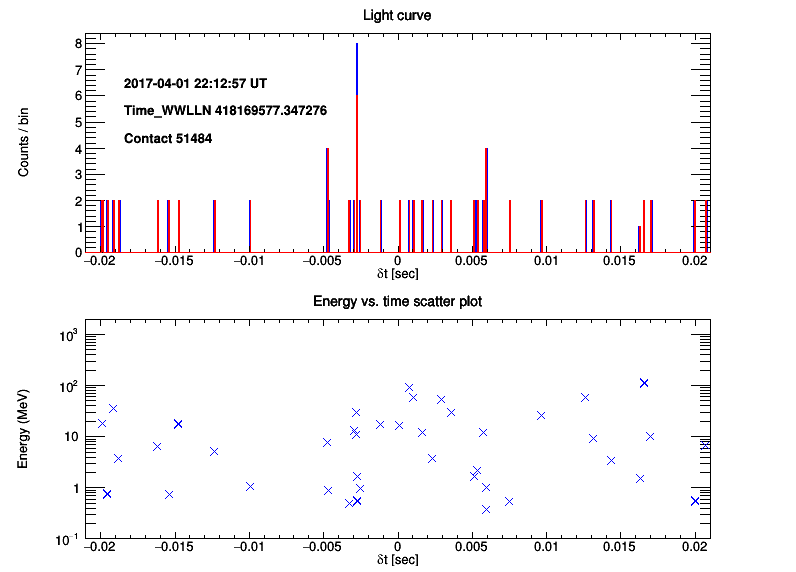 Light curve
Counts / bin
8
7
6
5
4
3
2
1
0
2017-04-01 22:12:57 UT
Time_WWLLN 418169577.347276
Contact 51484
−0.02 −0.015 −0.01 −0.005 0 0.005 0.01 0.015 0.02
δt [sec]
Energy vs. time scatter plot
Energy (MeV)
10³
10²
10
1
10⁻¹
−0.02 −0.015 −0.01 −0.005 0 0.005 0.01 0.015 0.02
δt [sec]